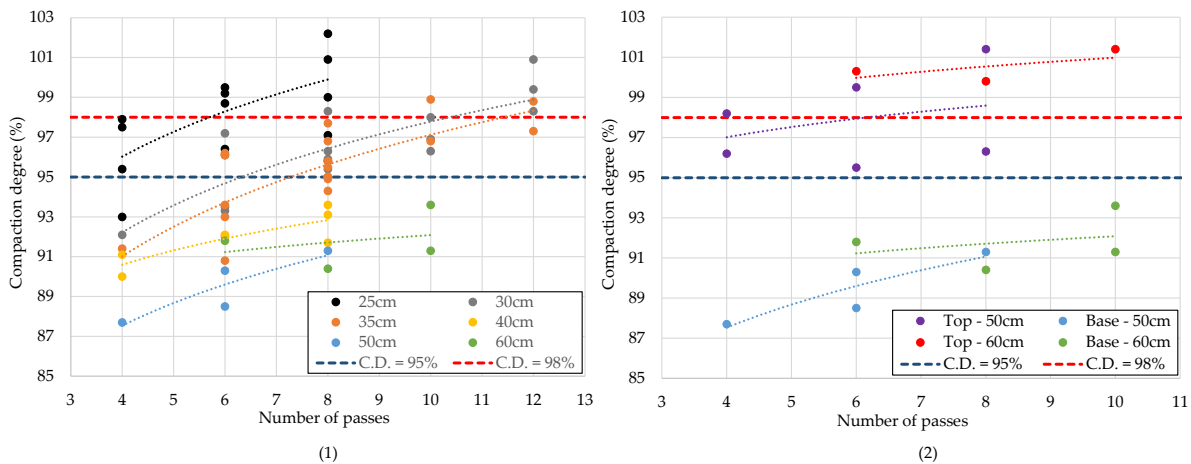 103
101
99
97
95
93
91
89
87
85
Compaction degree (%)
25cm 30cm
35cm 40cm
50cm 60cm
C.D. = 95% C.D. = 98%
3 4 5 6 7 8 9 10 11 12 13
Number of passes
(1)
103
101
99
97
95
93
91
89
87
85
Compaction degree (%)
Top - 50cm Base - 50cm
Top - 60cm Base - 60cm
C.D. = 95% C.D. = 98%
3 4 5 6 7 8 9 10 11
Number of passes
(2)